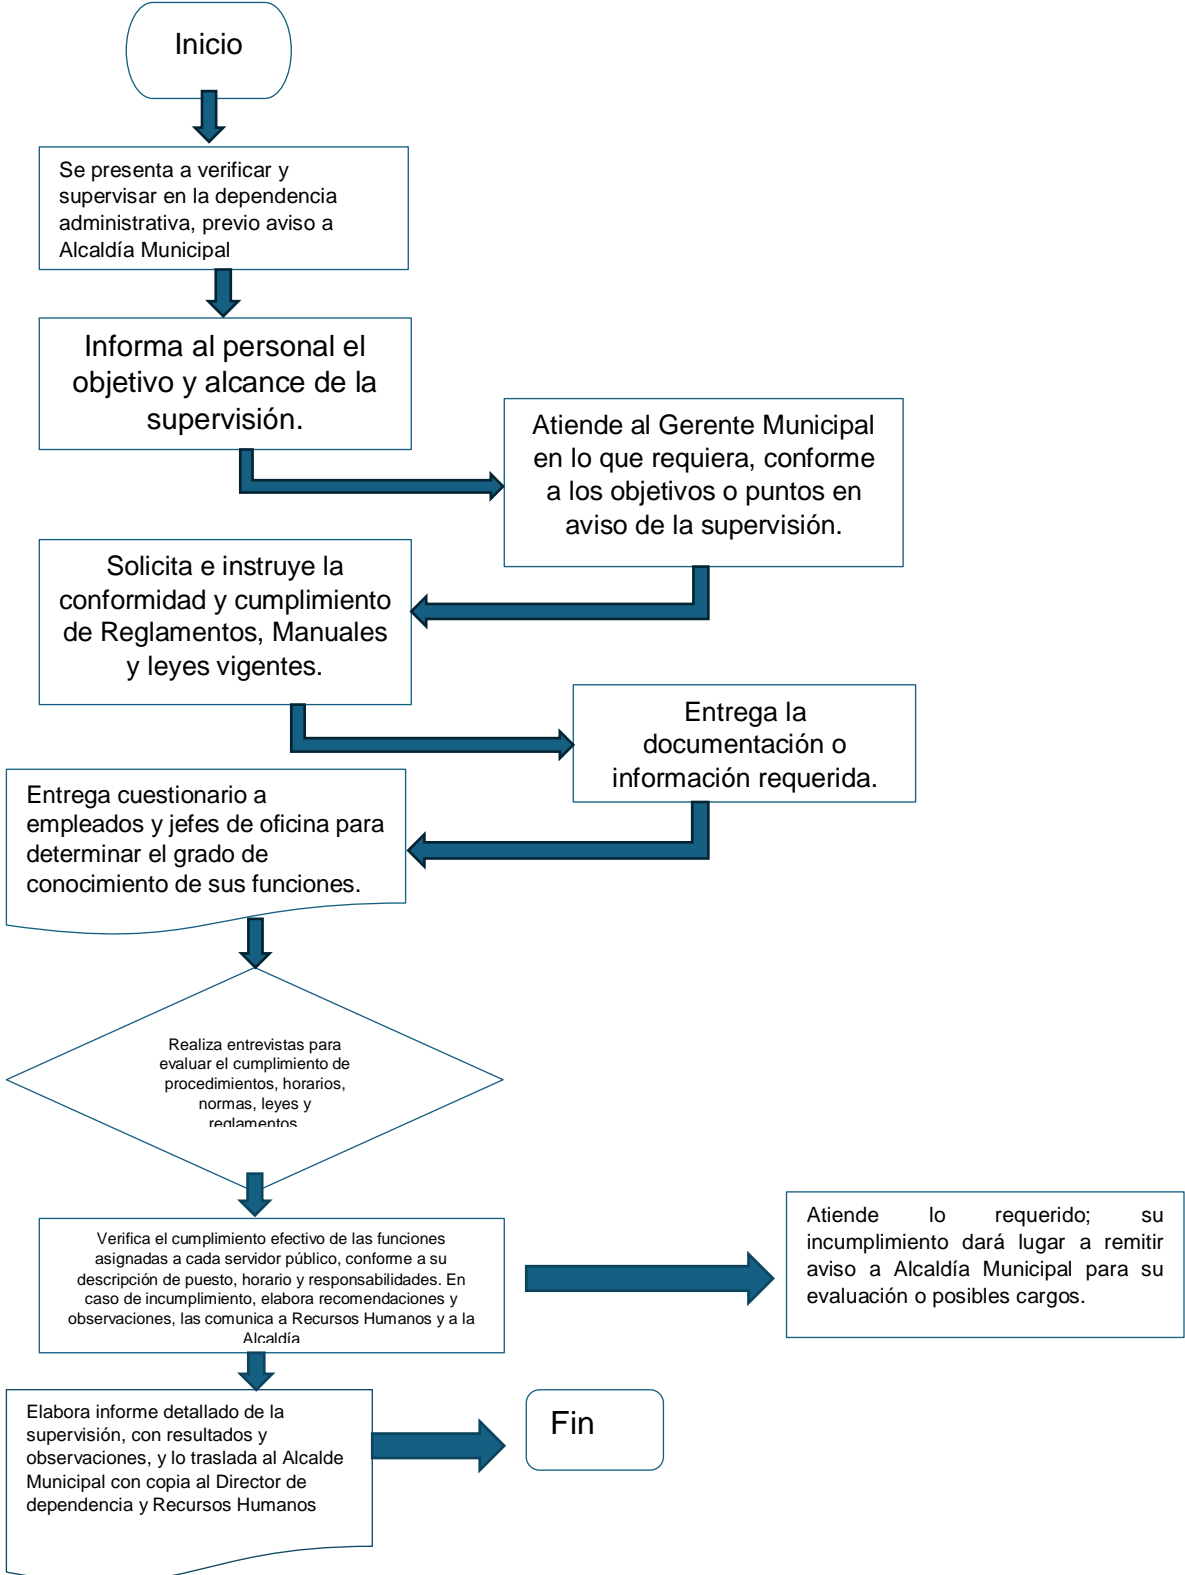 Inicio
Se presenta a verificar y
supervisar en la dependencia
administrativa, previo aviso a
Alcaldía Municipal
Informa al personal el
objetivo y alcance de la
supervisión.
Atiende al Gerente Municipal
en lo que requiera, conforme
a los objetivos o puntos en
aviso de la supervisión.
Solicita e instruye la
conformidad y cumplimiento
de Reglamentos, Manuales
y leyes vigentes.
Entrega la
documentación o
información requerida.
Entrega cuestionario a
empleados y jefes de oficina para
determinar el grado de
conocimiento de sus funciones.
Realiza entrevistas para
evaluar el cumplimiento de
procedimientos, horarios,
normas, leyes y
reglamentos
Verifica el cumplimiento efectivo de las funciones
asignadas a cada servidor público, conforme a su
descripción de puesto, horario y responsabilidades. En
caso de incumplimiento, elabora recomendaciones y
observaciones, las comunica a Recursos Humanos y a la
Alcaldía
Atiende lo requerido; su
incumplimiento dará lugar a remitir
aviso a Alcaldía Municipal para su
evaluación o posibles cargos.
Elabora informe detallado de la
supervisión, con resultados y
observaciones, y lo traslada al Alcalde
Municipal con copia al Director de
dependencia y Recursos Humanos
Fin